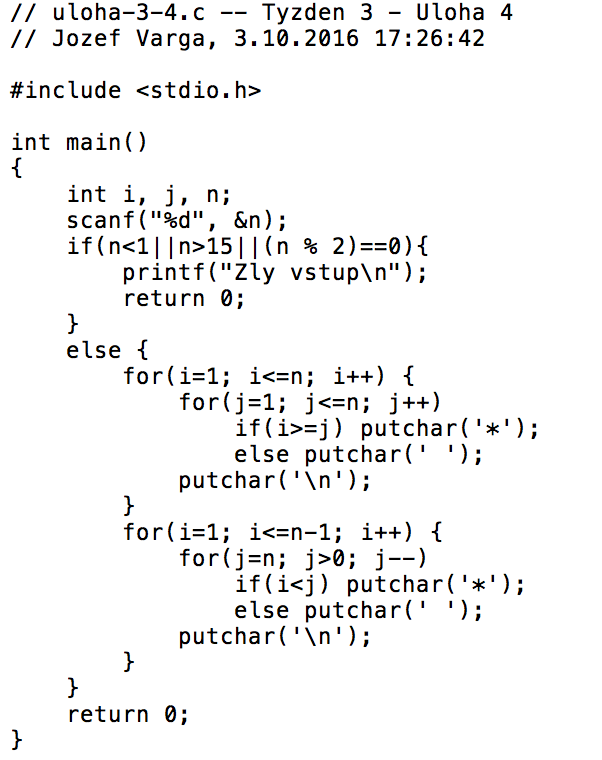 // uloha-3-4.c -- Tyzden 3 - Uloha 4
// Jozef Varga, 3.10.2016 17:26:42

#include <stdio.h>

int main()
{
    int i, j, n;
    scanf("%d", &n);
    if(n<1||n>15||(n % 2)==0){
        printf("Zly vstup\n");
        return 0;
    }
    else {
        for(i=1; i<=n; i++) {
            for(j=1; j<=n; j++)
                if(i>=j) putchar('*');
                else putchar(' ');
            putchar('\n');
        }
        for(i=1; i<=n-1; i++) {
            for(j=n; j>0; j--)
                if(i<j) putchar('*');
                else putchar(' ');
            putchar('\n');
        }
    }
    return 0;
}